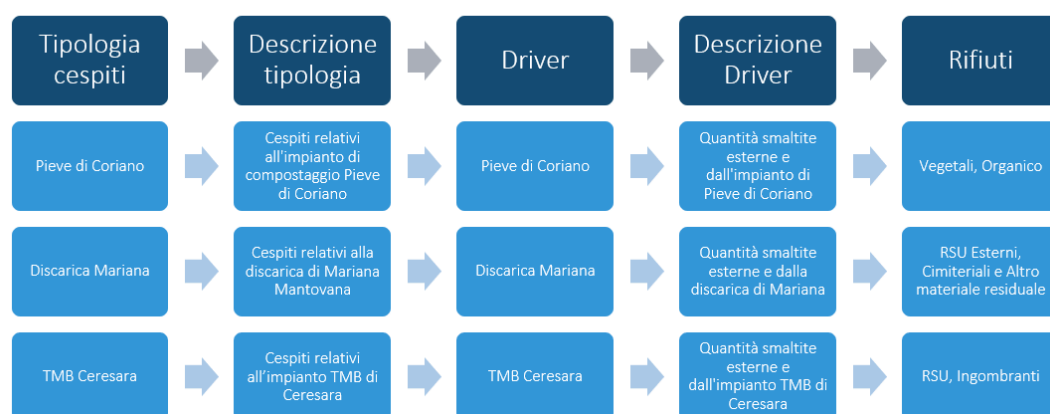 Tipologia
cespiti
Descrizione
tipologia
Driver
Descrizione
Driver
Rifiuti
Pieve di Coriano
Cespiti relativi
all'impianto di
compostaggio Pieve
di Coriano
Pieve di Coriano
Quantità smaltite
esterne e
dall'impianto di
Pieve di Coriano
Vegetali, Organico
Discarica Mariana
Cespiti relativi alla
discarica di Mariana
Mantovana
Discarica Mariana
Quantità smaltite
esterne e dalla
discarica di Mariana
RSU Esterni,
Cimiteriali e Altro
materiale residuale
TMB Ceresara
Cespiti relativi
all’impianto TMB di
Ceresara
TMB Ceresara
Quantità smaltite
esterne e
dall'impianto TMB di
Ceresara
RSU, Ingombranti